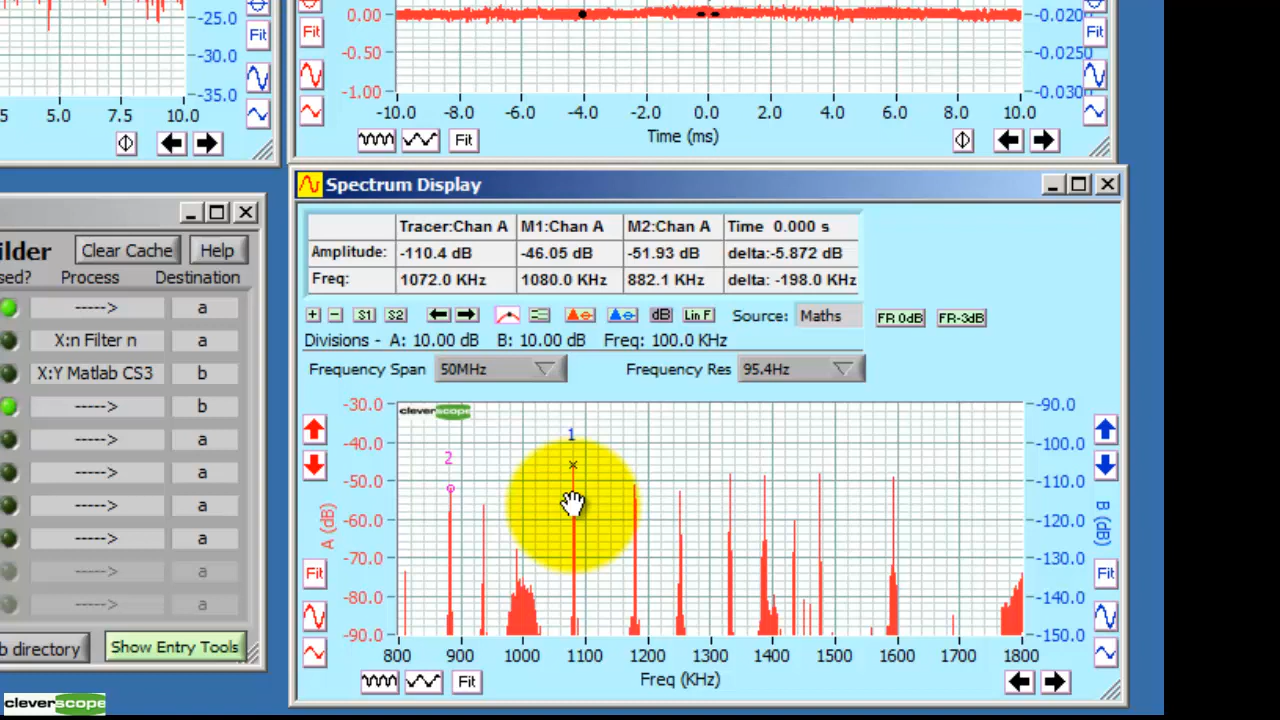 -25.0
Fit
-30.0
-35.0
5 5.0 7.5 10.0
0.00 -0.020
Fit Fit
-0.50 -0.0250
-1.00 -0.030
-10.0 -8.0 -6.0 -4.0 -2.0 0.0 2.0 4.0 6.0 8.0 10.0
Time (ms)
Fit
ilder Clear Cache Help
sed? Process Destination
-----> a
X:n Filter n a
X:Y Matlab CS3 b
-----> b
-----> a
-----> a
-----> a
-----> a
-----> a
-----> a
b directory Show Entry Tools
cleverscope
Spectrum Display
Tracer:Chan A M1:Chan A M2:Chan A Time 0.000 s
Amplitude: -110.4 dB -46.05 dB -51.93 dB delta:-5.872 dB
Freq: 1072.0 KHz 1080.0 KHz 882.1 KHz delta: -198.0 KHz
+ - S1 S2 dB Lin F Source: Maths FR 0dB FR-3dB
Divisions - A: 10.00 dB B: 10.00 dB Freq: 100.0 KHz
Frequency Span 50MHz Frequency Res 95.4Hz
-30.0 cleverscope -90.0
1
-40.0 -100.0
2
-50.0 -110.0
A (dB) B (dB)
-60.0 -120.0
-70.0 -130.0
Fit Fit
-80.0 -140.0
-90.0 -150.0
800 900 1000 1100 1200 1300 1400 1500 1600 1700 1800
Freq (KHz)
Fit